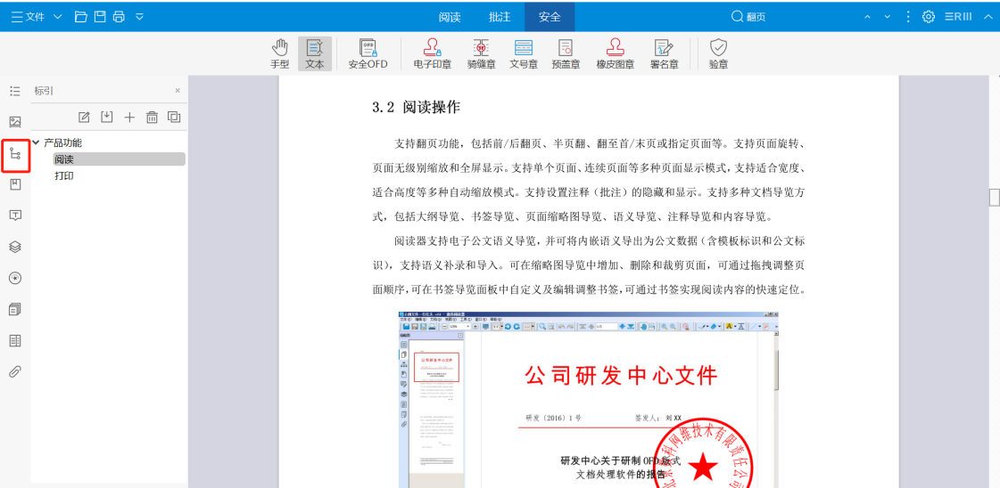 文件
阅读 批注 安全
翻页
手型 文本 安全OFD 电子印章 骑缝章 文号章 预盖章 橡皮图章 署名章 验章
标引
产品功能
阅读
打印
3.2 阅读操作
支持翻页功能，包括前/后翻页、半页翻、翻至首/末页或指定页面等。支持页面旋转、
页面无级别缩放和全屏显示。支持单个页面、连续页面等多种页面显示模式，支持适合宽度、
适合高度等多种自动缩放模式。支持设置注释（批注）的隐藏和显示。支持多种文档导览方
式，包括大纲导览、书签导览、页面缩略图导览、语义导览、注释导览和内容导览。
阅读器支持电子公文语义导览，并可将内嵌语义导出为公文数据（含模板标识和公文标
识），支持语义补录和导入。可在缩略图导览中增加、删除和裁剪页面，可通过拖拽调整页
面顺序，可在书签导览面板中自定义及编辑调整书签，可通过书签实现阅读内容的快速定位。
公司研发中心文件
研发（2016）1 号 签发人：刘 XX
研发中心关于研制 OFD 版式
文档处理软件的报告
网维技术有限责任公司